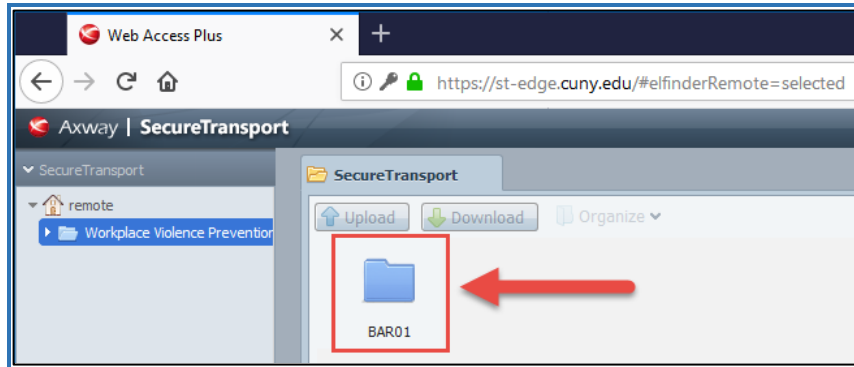 Web Access Plus
https://st-edge.cuny.edu/#elfinderRemote=selected
Axway | SecureTransport
SecureTransport
SecureTransport
remote
Upload Download Organize
Workplace Violence Prevention
BAR01